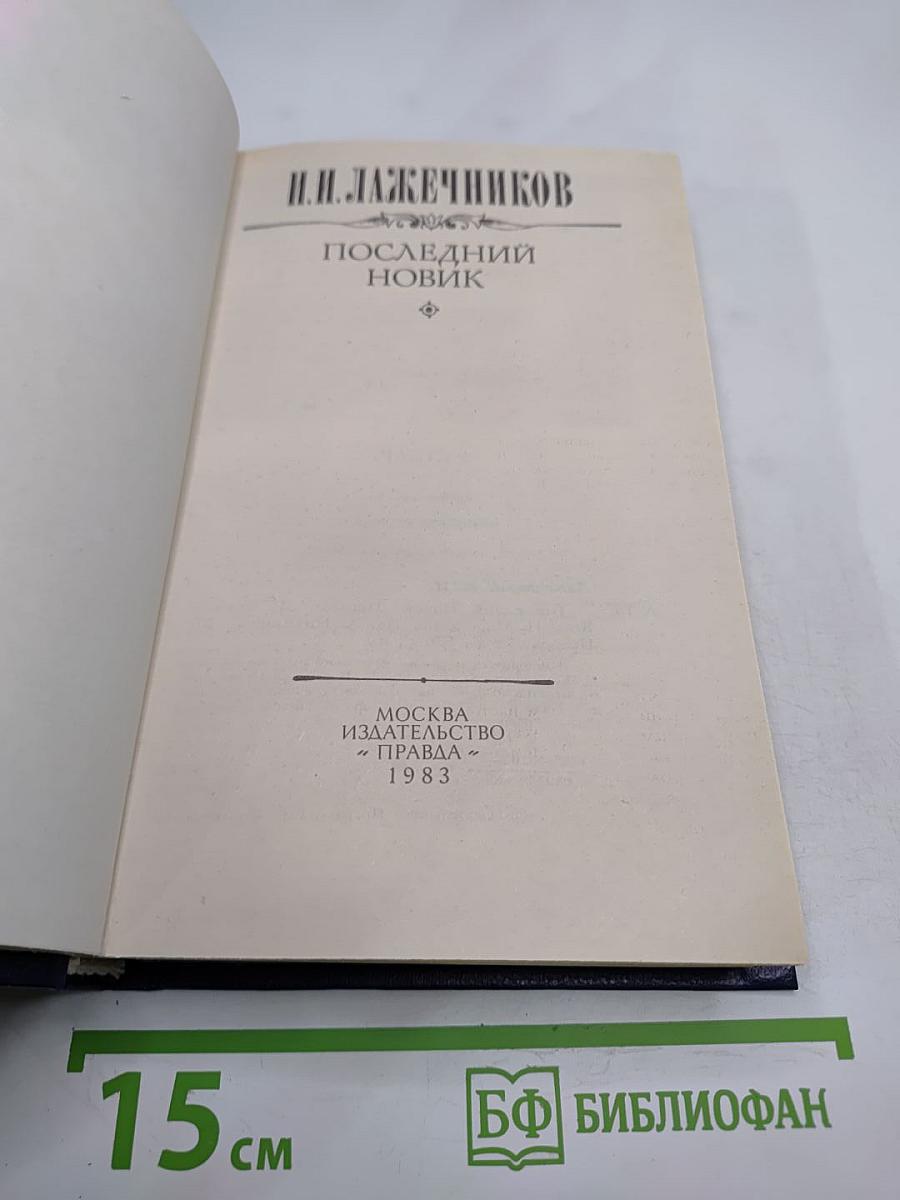 И.И. ЛАЖЕЧНИКОВ
ПОСЛЕДНИЙ
НОВИК
МОСКВА
ИЗДАТЕЛЬСТВО
„ ПРАВДА „
1983
15 см
БФ БИБЛИОФАН